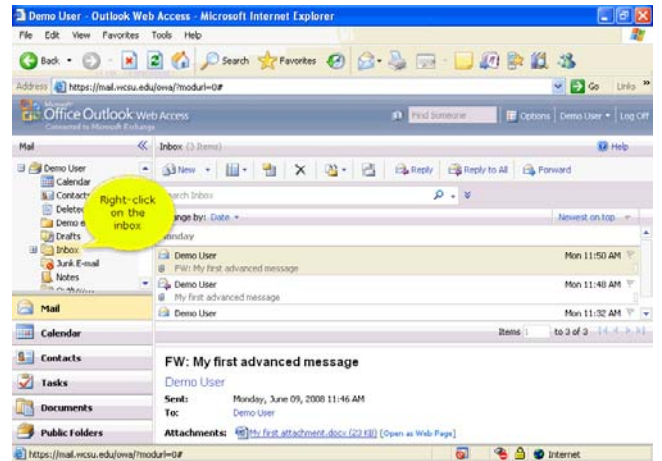 Demo User - Outlook Web Access - Microsoft Internet Explorer
File Edit View Favorites Tools Help
Back Search Favorites
Address https://mail.wcsu.edu/owa/?modurl=0# Go Links
Microsoft
Office Outlook Web Access Find Someone Options Demo User Log Off
Connected to Microsoft Exchange
Mail Inbox (3 Items) Help
Demo User New Reply Reply to All Forward
Calendar
Contacts Search Inbox
Deleted
Demo Date Newest on top
Drafts
Right-click
on the
inbox
Inbox Demo User Mon 11:50 AM
Junk E-mail FW: My first advanced message
Notes Demo User Mon 11:48 AM
My first advanced message
Mail Demo User Mon 11:32 AM
Calendar Items 1 to 3 of 3
Contacts FW: My first advanced message
Tasks Demo User
Documents Sent: Monday, June 09, 2008 11:46 AM
To: Demo User
Public Folders Attachments: My first attachment.docx (23 KB) [Open as Web Page]
https://mail.wcsu.edu/owa/?modurl=0# Internet